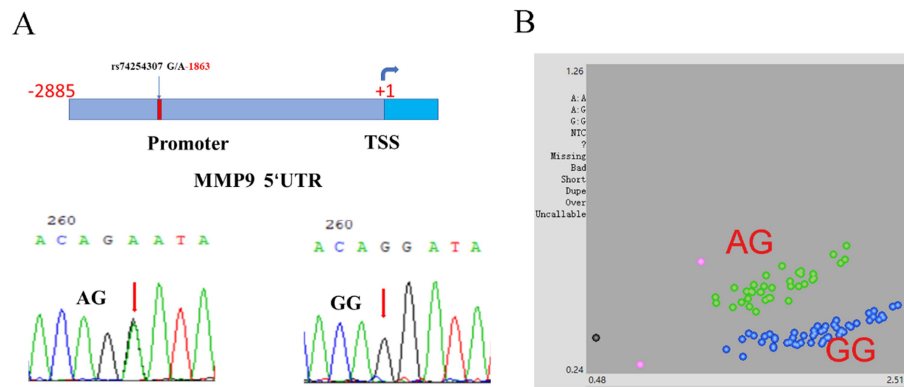 A
B
rs74254307 G/A-1863
-2885
+1
Promoter
TSS
MMP9 5'UTR
260
A C A G A A T A
260
A C A G G A T A
AG
GG
1.26
A:A
A:G
G:G
NTC
?
Missing
Bad
Short
Dupe
Over
Uncallable
AG
GG
0.24
0.48
2.51